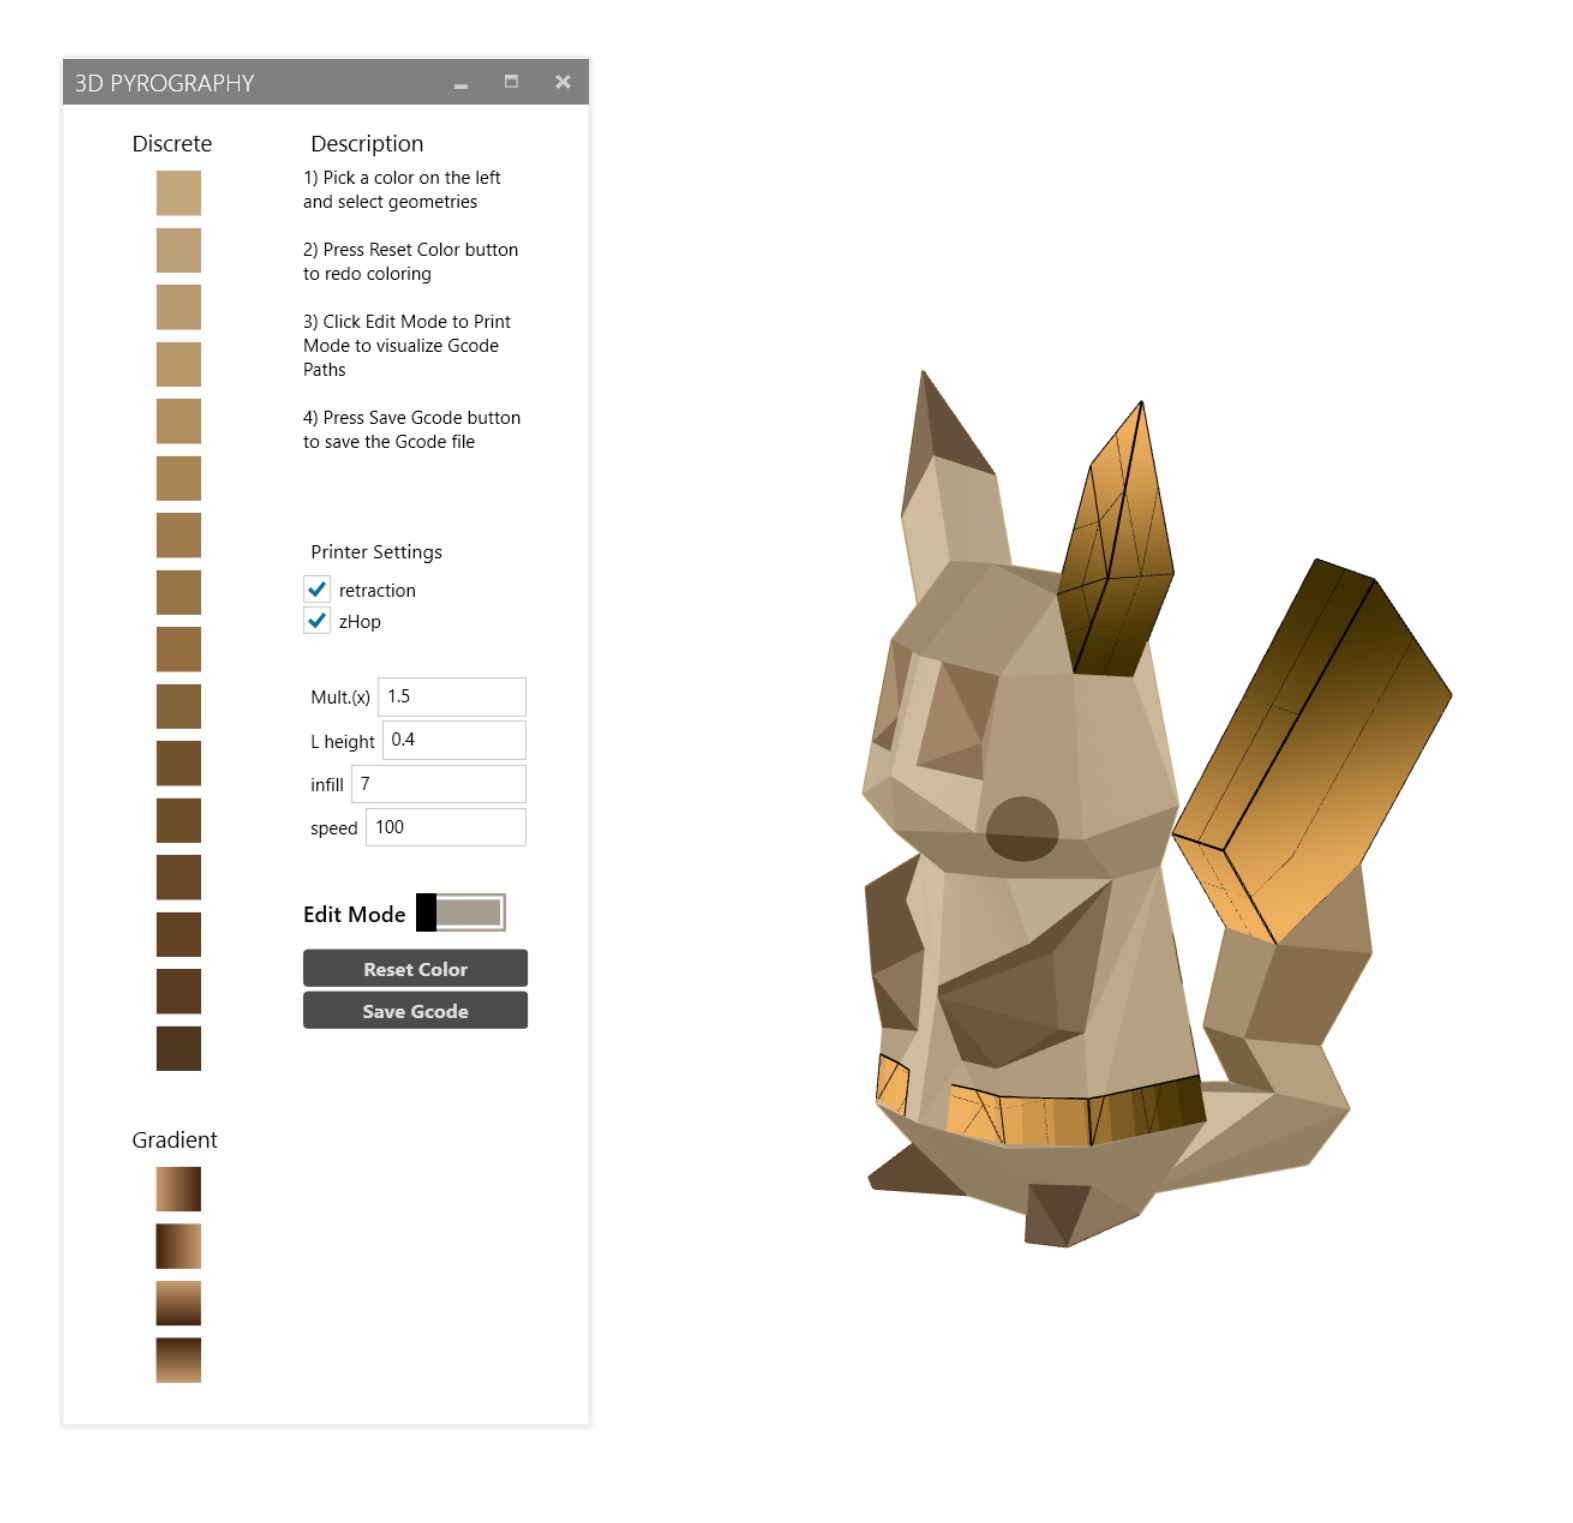 3D PYROGRAPHY
Discrete
Description
1) Pick a color on the left
and select geometries
2) Press Reset Color button
to redo coloring
3) Click Edit Mode to Print
Mode to visualize Gcode
Paths
4) Press Save Gcode button
to save the Gcode file
Printer Settings
retraction
zHop
Mult.(x) 1.5
L height 0.4
infill 7
speed 100
Edit Mode
Reset Color
Save Gcode
Gradient